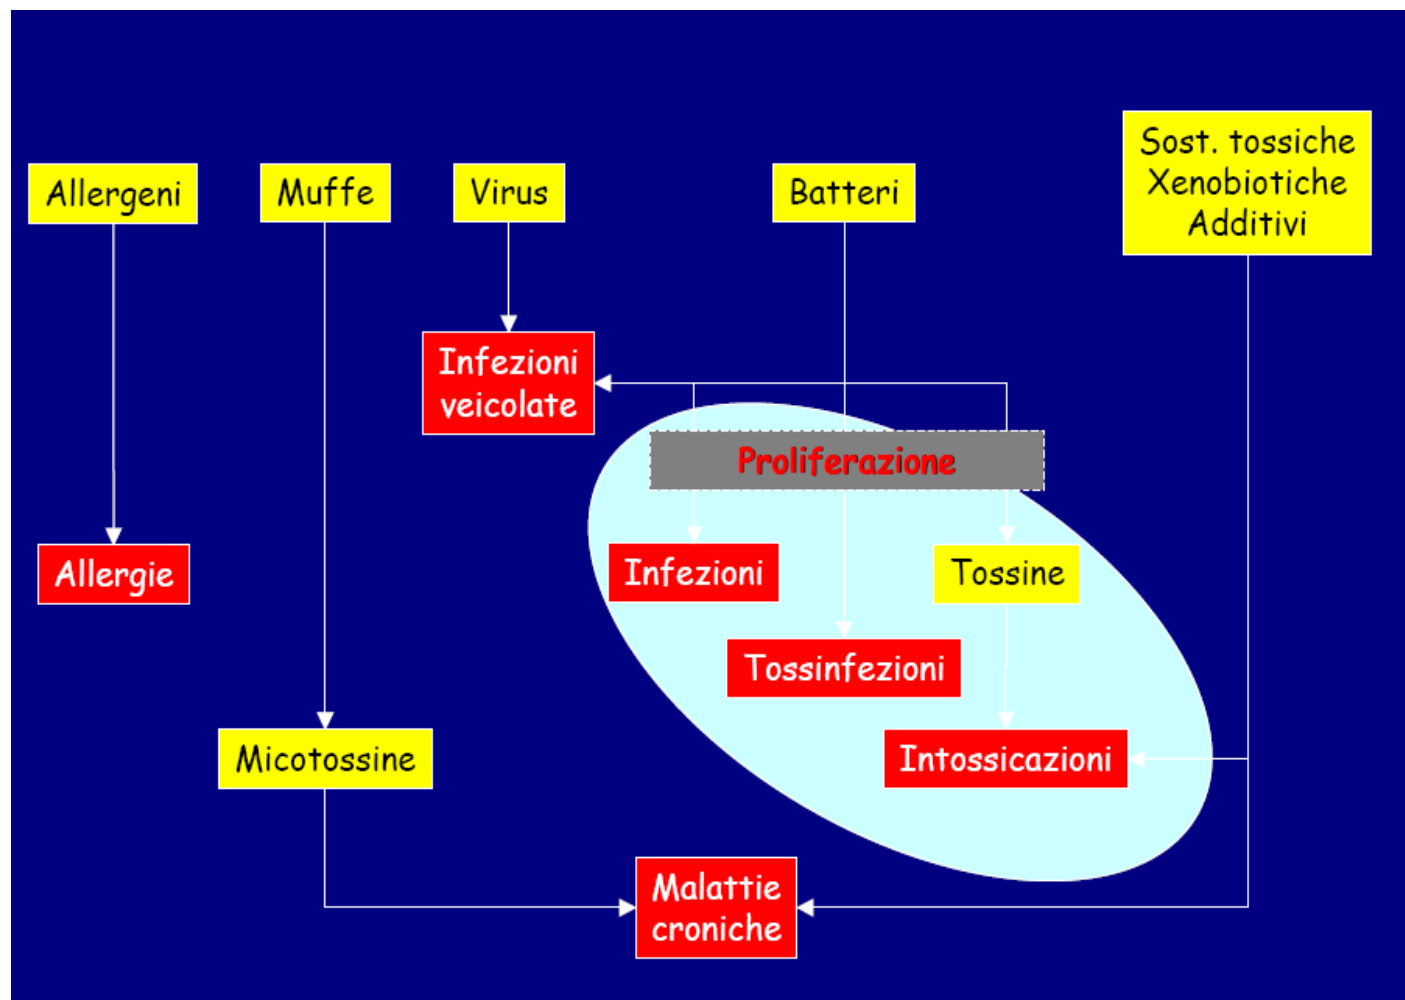 Sost. tossiche
Xenobiotiche
Additivi
Allergeni
Muffe
Virus
Batteri
Infezioni
veicolate
Proliferazione
Infezioni
Tossine
Allergie
Tossinfezioni
Micotossine
Intossicazioni
Malattie
croniche